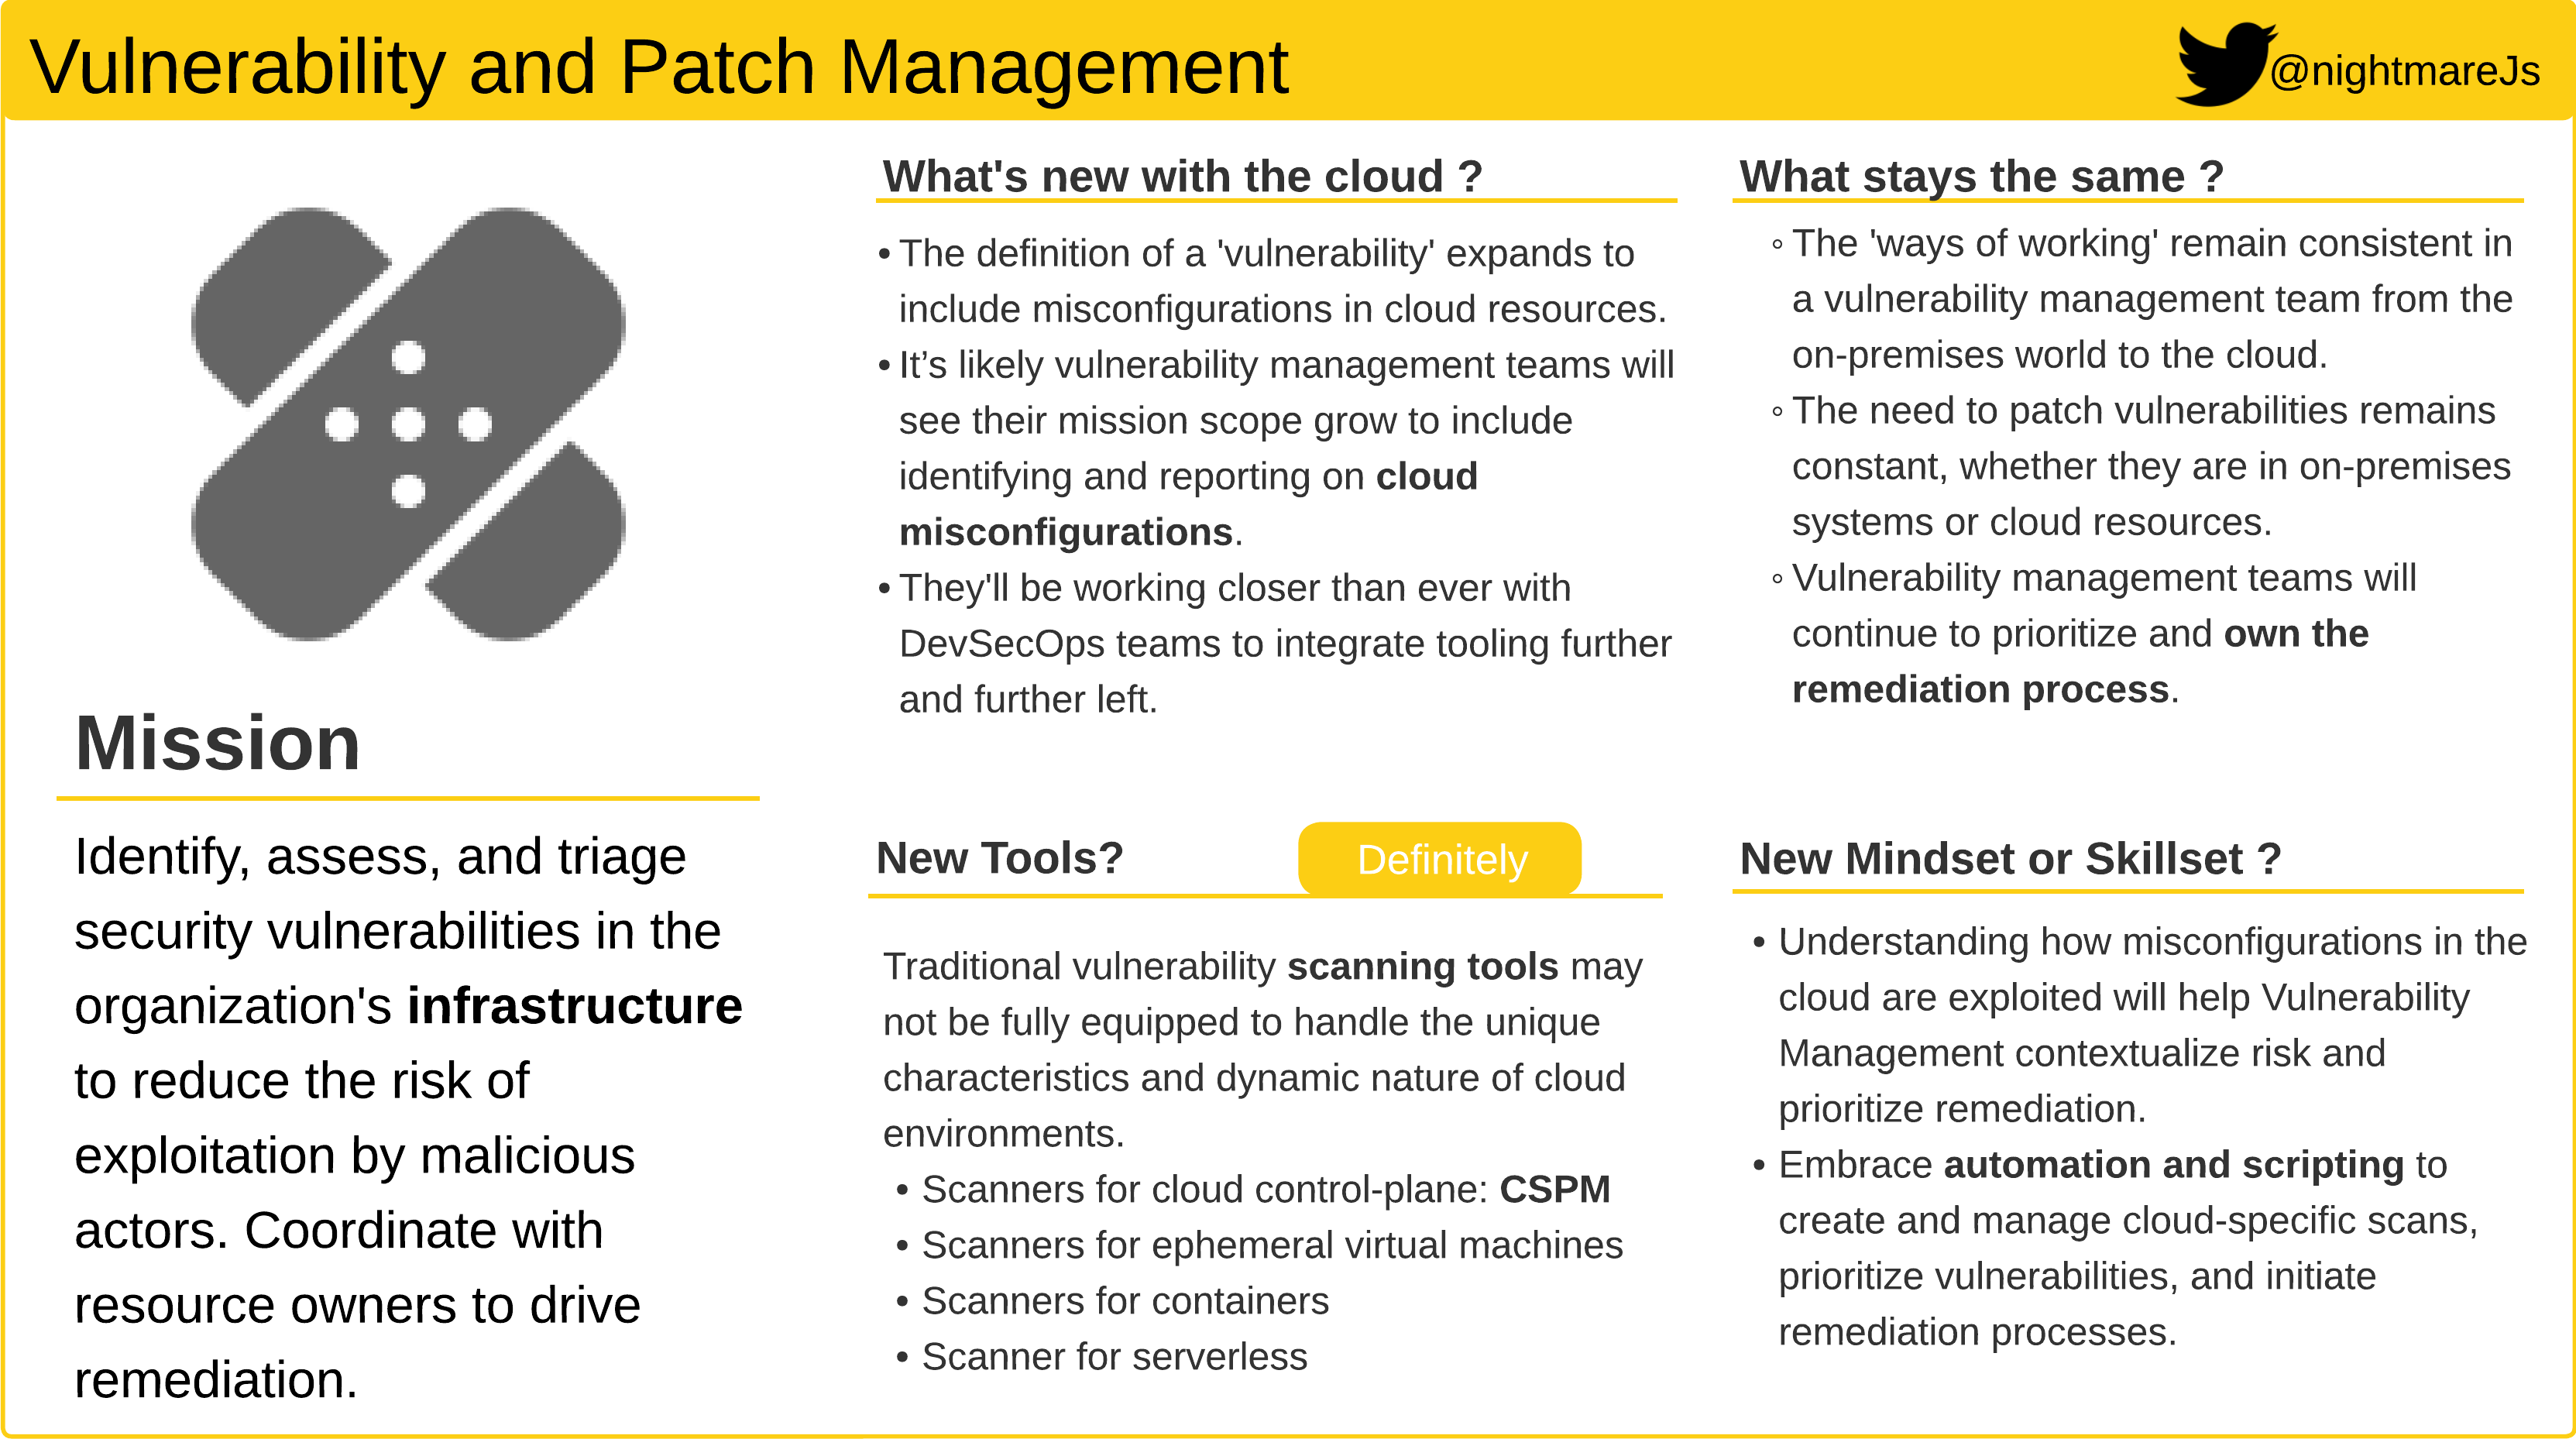 Vulnerability and Patch Management
@nightmareJs
Mission
Identify, assess, and triage
security vulnerabilities in the
organization's infrastructure
to reduce the risk of
exploitation by malicious
actors. Coordinate with
resource owners to drive
remediation.
What's new with the cloud ?
• The definition of a 'vulnerability' expands to
include misconfigurations in cloud resources.
• It’s likely vulnerability management teams will
see their mission scope grow to include
identifying and reporting on cloud
misconfigurations.
• They'll be working closer than ever with
DevSecOps teams to integrate tooling further
and further left.
What stays the same ?
◦ The 'ways of working' remain consistent in
a vulnerability management team from the
on-premises world to the cloud.
◦ The need to patch vulnerabilities remains
constant, whether they are in on-premises
systems or cloud resources.
◦ Vulnerability management teams will
continue to prioritize and own the
remediation process.
New Tools?
Definitely
Traditional vulnerability scanning tools may
not be fully equipped to handle the unique
characteristics and dynamic nature of cloud
environments.
• Scanners for cloud control-plane: CSPM
• Scanners for ephemeral virtual machines
• Scanners for containers
• Scanner for serverless
New Mindset or Skillset ?
• Understanding how misconfigurations in the
cloud are exploited will help Vulnerability
Management contextualize risk and
prioritize remediation.
• Embrace automation and scripting to
create and manage cloud-specific scans,
prioritize vulnerabilities, and initiate
remediation processes.